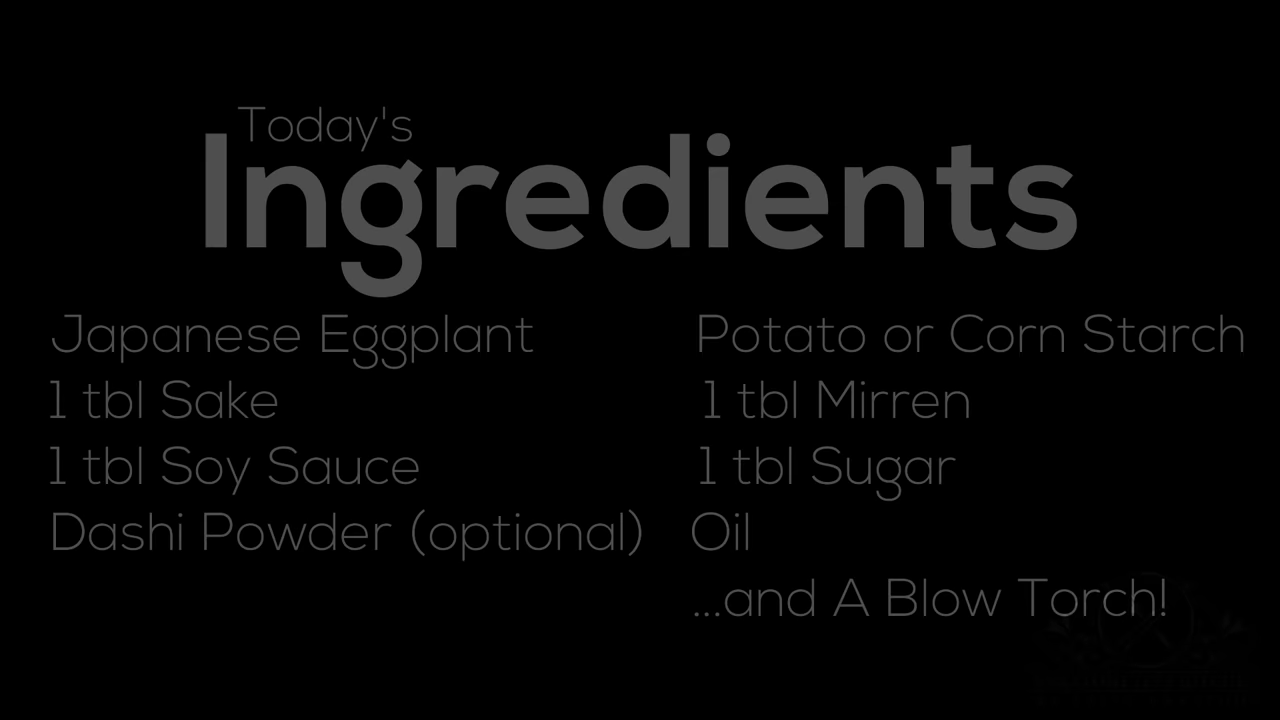 Today's
Ingredients
Japanese Eggplant
1 tbl Sake
1 tbl Soy Sauce
Dashi Powder (optional)
Potato or Corn Starch
1 tbl Mirren
1 tbl Sugar
Oil
...and A Blow Torch!